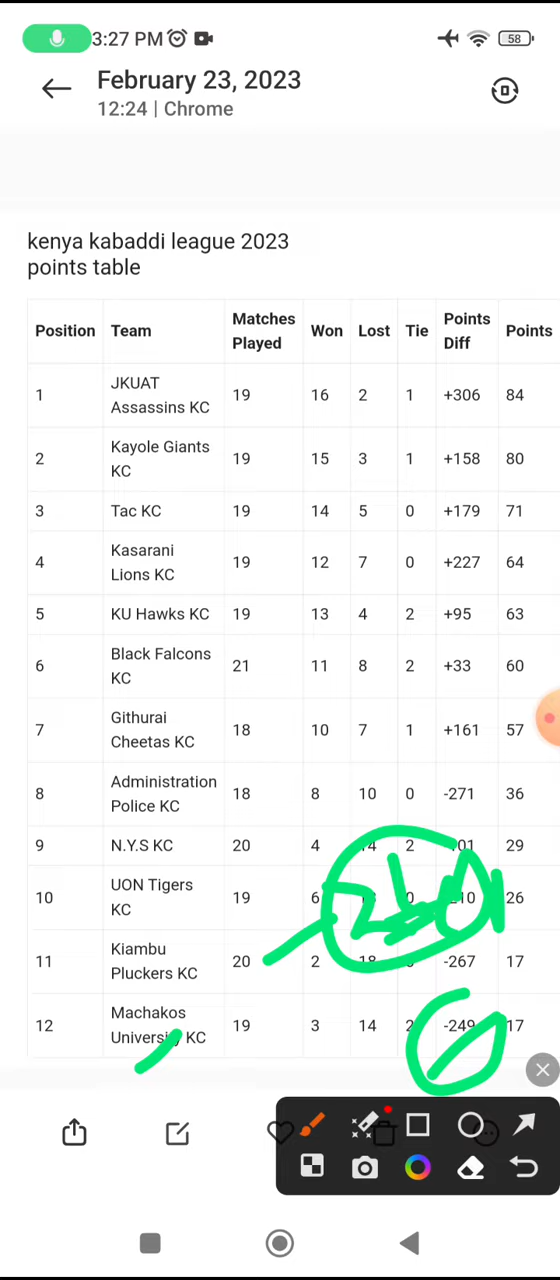 3:27 PM
58
February 23, 2023
12:24 | Chrome
kenya kabaddi league 2023
points table
Position Team Matches Played Won Lost Tie Points Diff Points
1 JKUAT Assassins KC 19 16 2 1 +306 84
2 Kayole Giants KC 19 15 3 1 +158 80
3 Tac KC 19 14 5 0 +179 71
4 Kasarani Lions KC 19 12 7 0 +227 64
5 KU Hawks KC 19 13 4 2 +95 63
6 Black Falcons KC 21 11 8 2 +33 60
7 Githurai Cheetas KC 18 10 7 1 +161 57
8 Administration Police KC 18 8 10 0 -271 36
9 N.Y.S KC 20 4 14 2 29
10 UON Tigers KC 19 6 0 26
11 Kiambu Pluckers KC 20 2 18 -267 17
12 Machakos University KC 19 3 14 2 -249 17